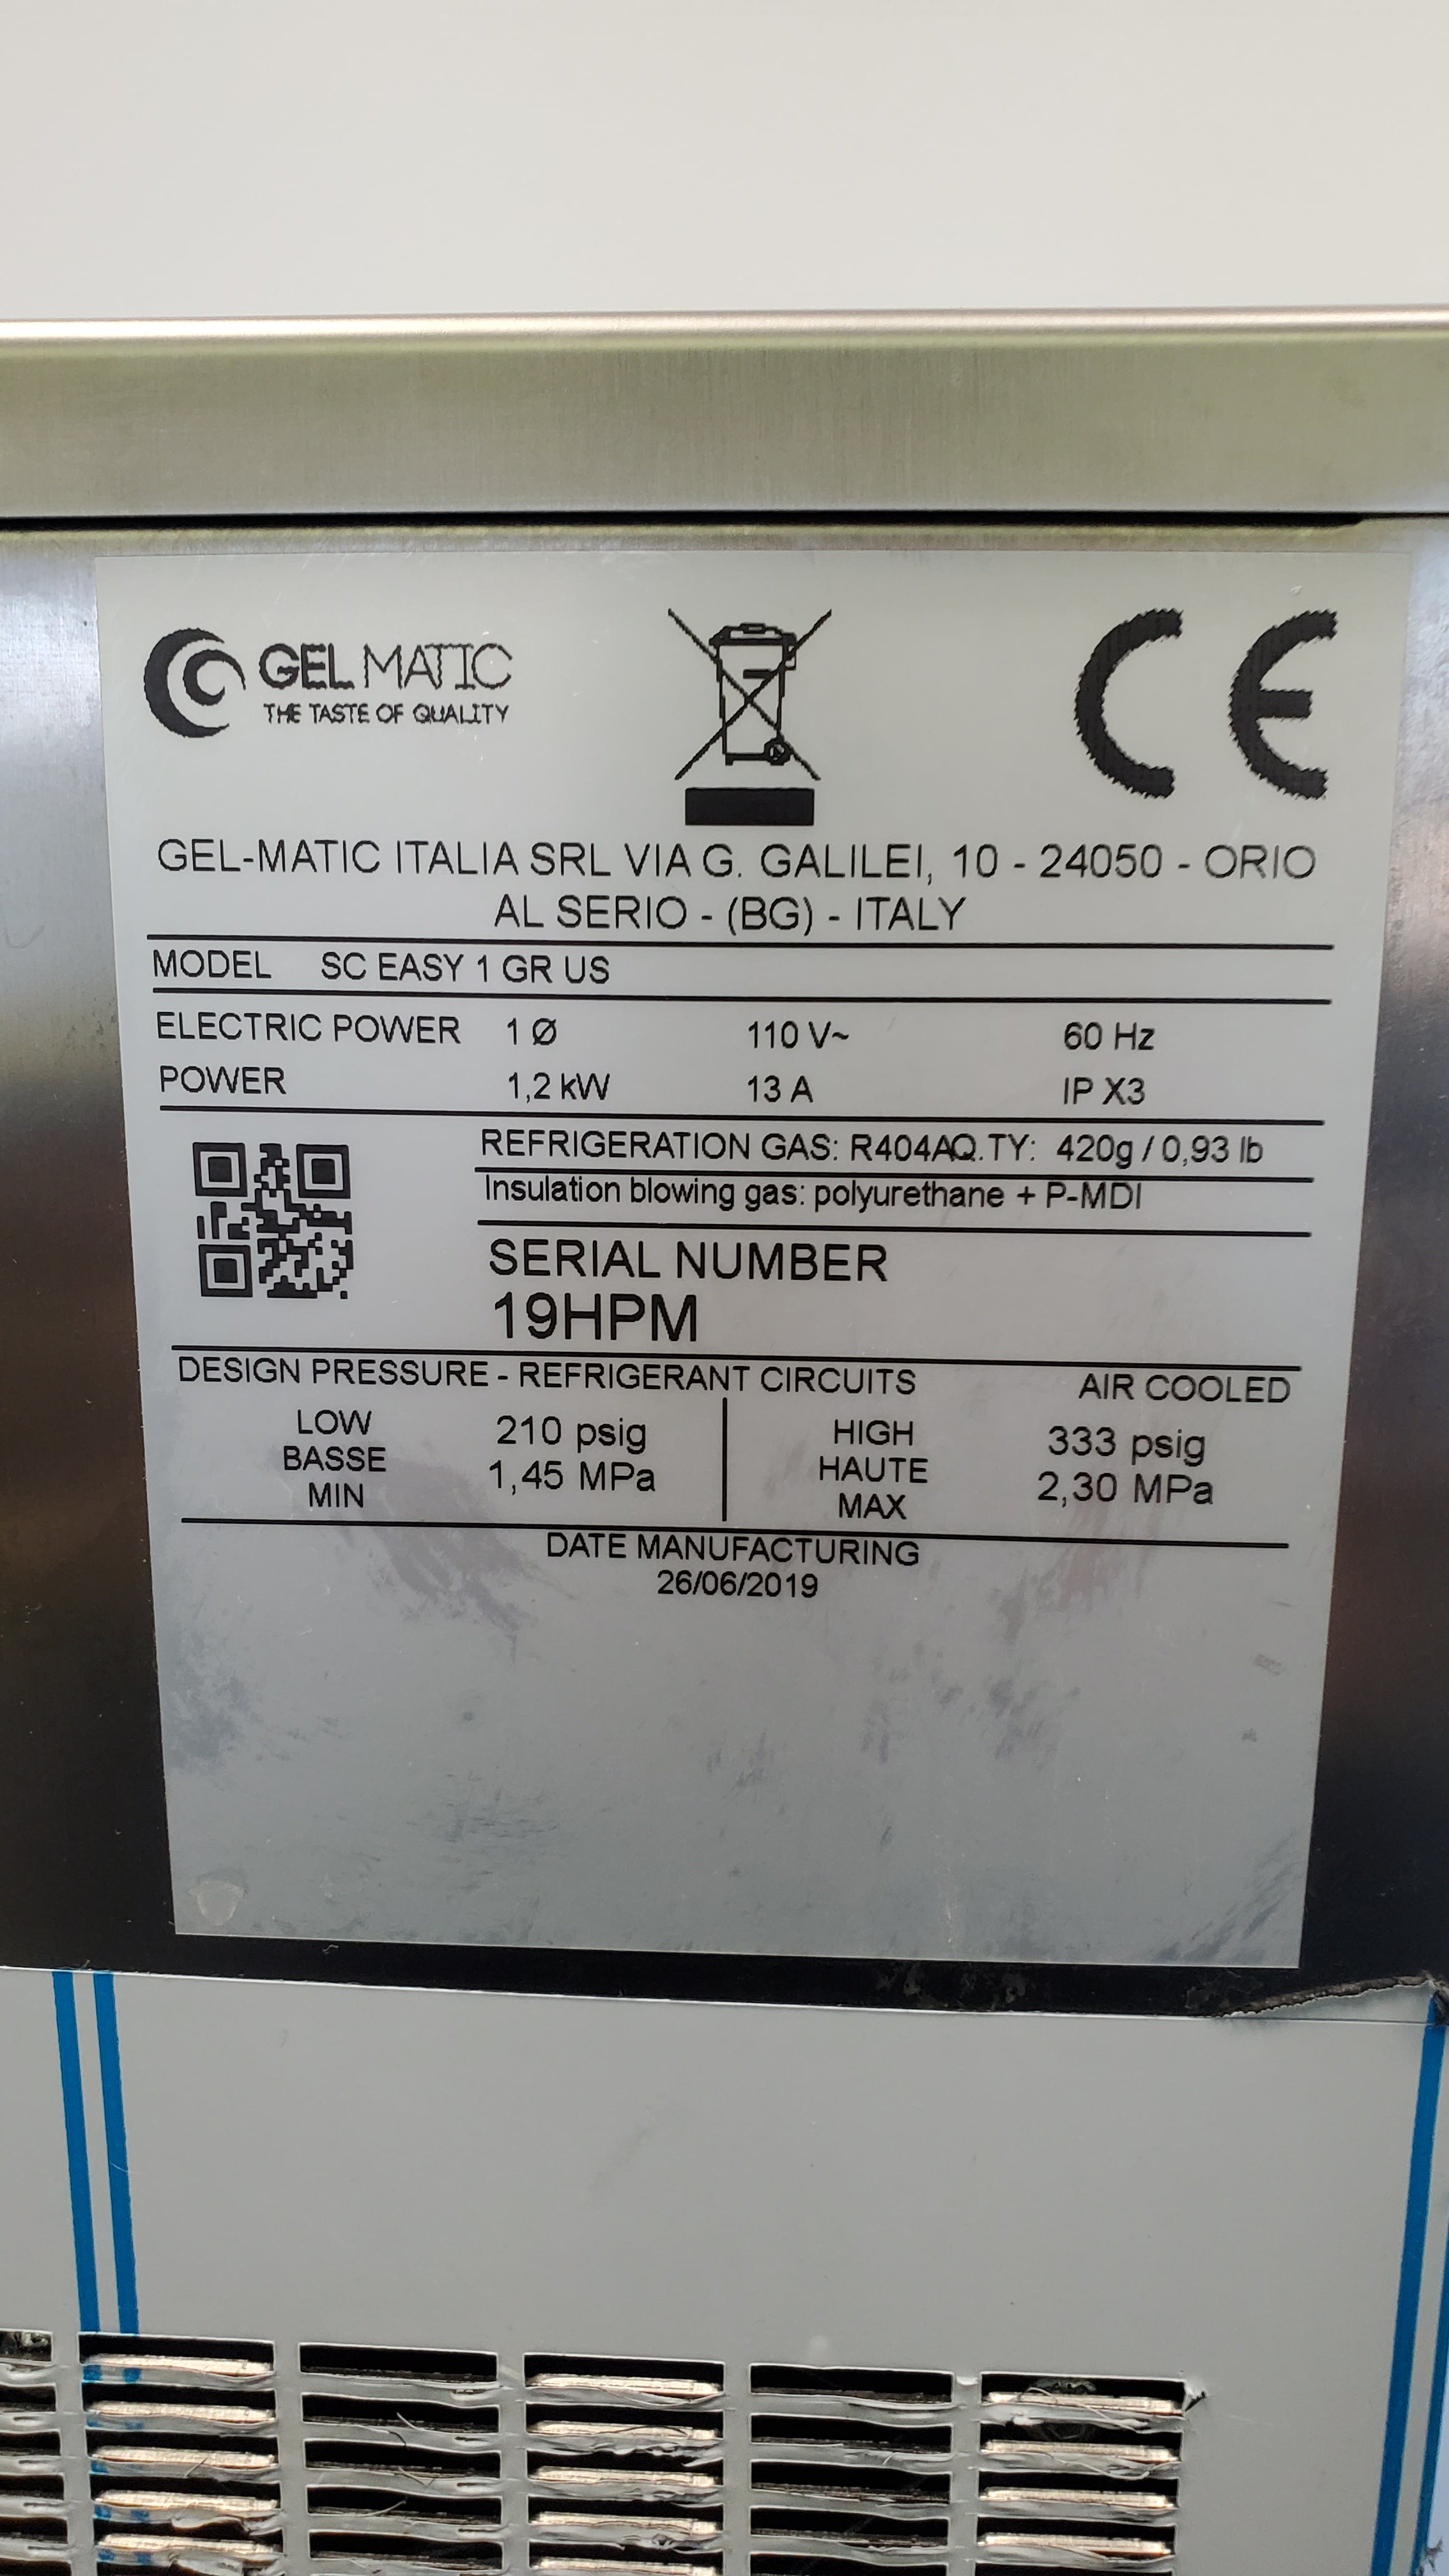 GEL MATIC
THE TASTE OF QUALITY
CE
GEL-MATIC ITALIA SRL VIA G. GALILEI, 10 - 24050 - ORIO
AL SERIO - (BG) - ITALY
MODEL SC EASY 1 GR US
ELECTRIC POWER 1 Ø 110 V~ 60 Hz
POWER 1,2 kW 13 A IP X3
REFRIGERATION GAS: R404AQ.TY: 420g / 0,93 lb
Insulation blowing gas: polyurethane + P-MDI
SERIAL NUMBER
19HPM
DESIGN PRESSURE - REFRIGERANT CIRCUITS AIR COOLED
LOW 210 psig HIGH 333 psig
BASSE 1,45 MPa HAUTE 2,30 MPa
MIN MAX
DATE MANUFACTURING
26/06/2019